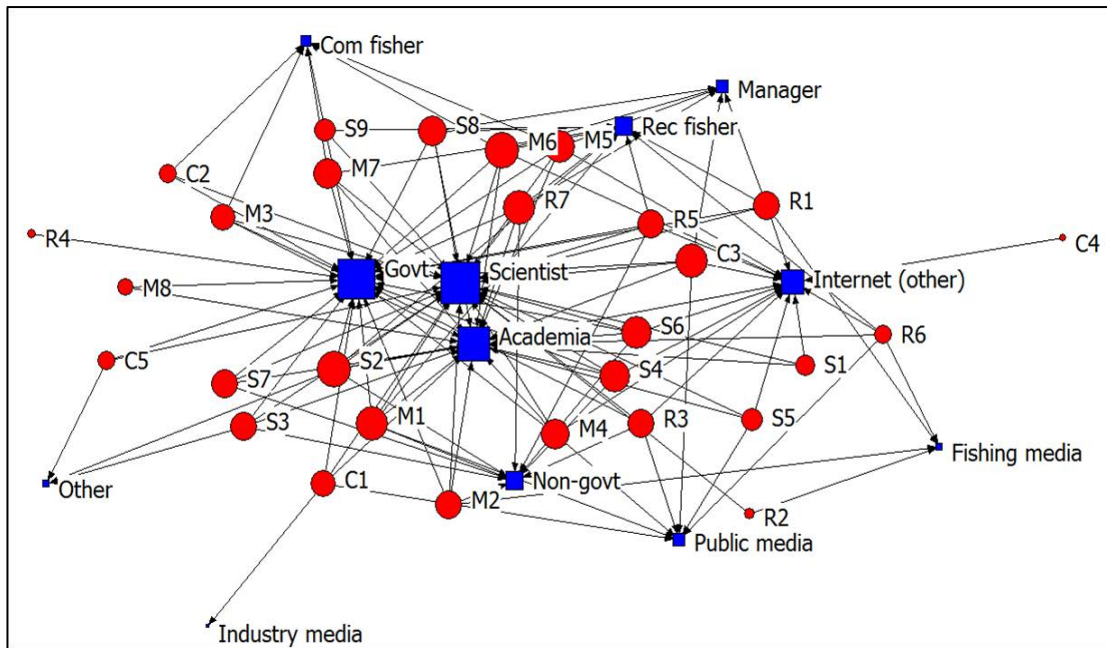 Com fisher
Manager
S9
S8
M6
M5
Rec fisher
C2
M7
R7
M3
R5
R1
R4
C4
Govt
Scientist
C3
Internet (other)
M8
S6
R6
Academia
C5
S2
S4
S1
S7
M1
M4
R3
S5
S3
Fishing media
Other
C1
M2
Non-govt
R2
Public media
Industry media